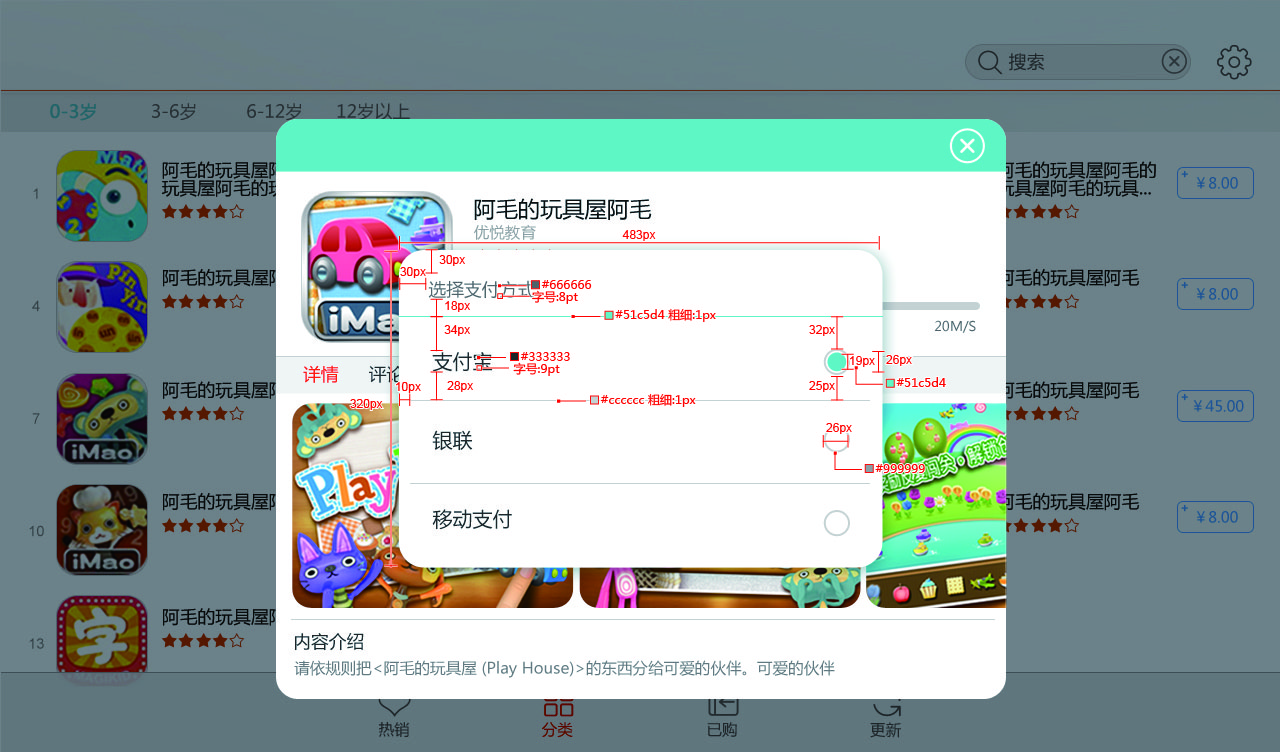 搜索
0-3岁 3-6岁 6-12岁 12岁以上
1
阿毛的玩具屋阿
玩具屋阿毛的玩
阿毛的玩具屋阿毛的
玩具屋阿毛的玩具...
+ ¥8.00
4
阿毛的玩具屋阿
阿毛的玩具屋阿毛
+ ¥8.00
7
阿毛的玩具屋阿
阿毛的玩具屋阿毛
+ ¥45.00
iMao
10
阿毛的玩具屋阿
阿毛的玩具屋阿毛
+ ¥8.00
iMao
13
阿毛的玩具屋阿
字
Math
Pin
yin
un
阿毛的玩具屋阿毛
优悦教育
iMa
20M/S
详情 评论
483px
30px
30px
选择支付方式
#666666
字号:8pt
18px
#51c5d4 粗细:1px
34px
32px
支付宝
#333333
字号:9pt
19px
26px
#51c5d4
10px
28px
25px
320px
#cccccc 粗细:1px
银联
26px
#999999
移动支付
Play
内容介绍
请依规则把<阿毛的玩具屋 (Play House)>的东西分给可爱的伙伴。可爱的伙伴
热销 分类 已购 更新